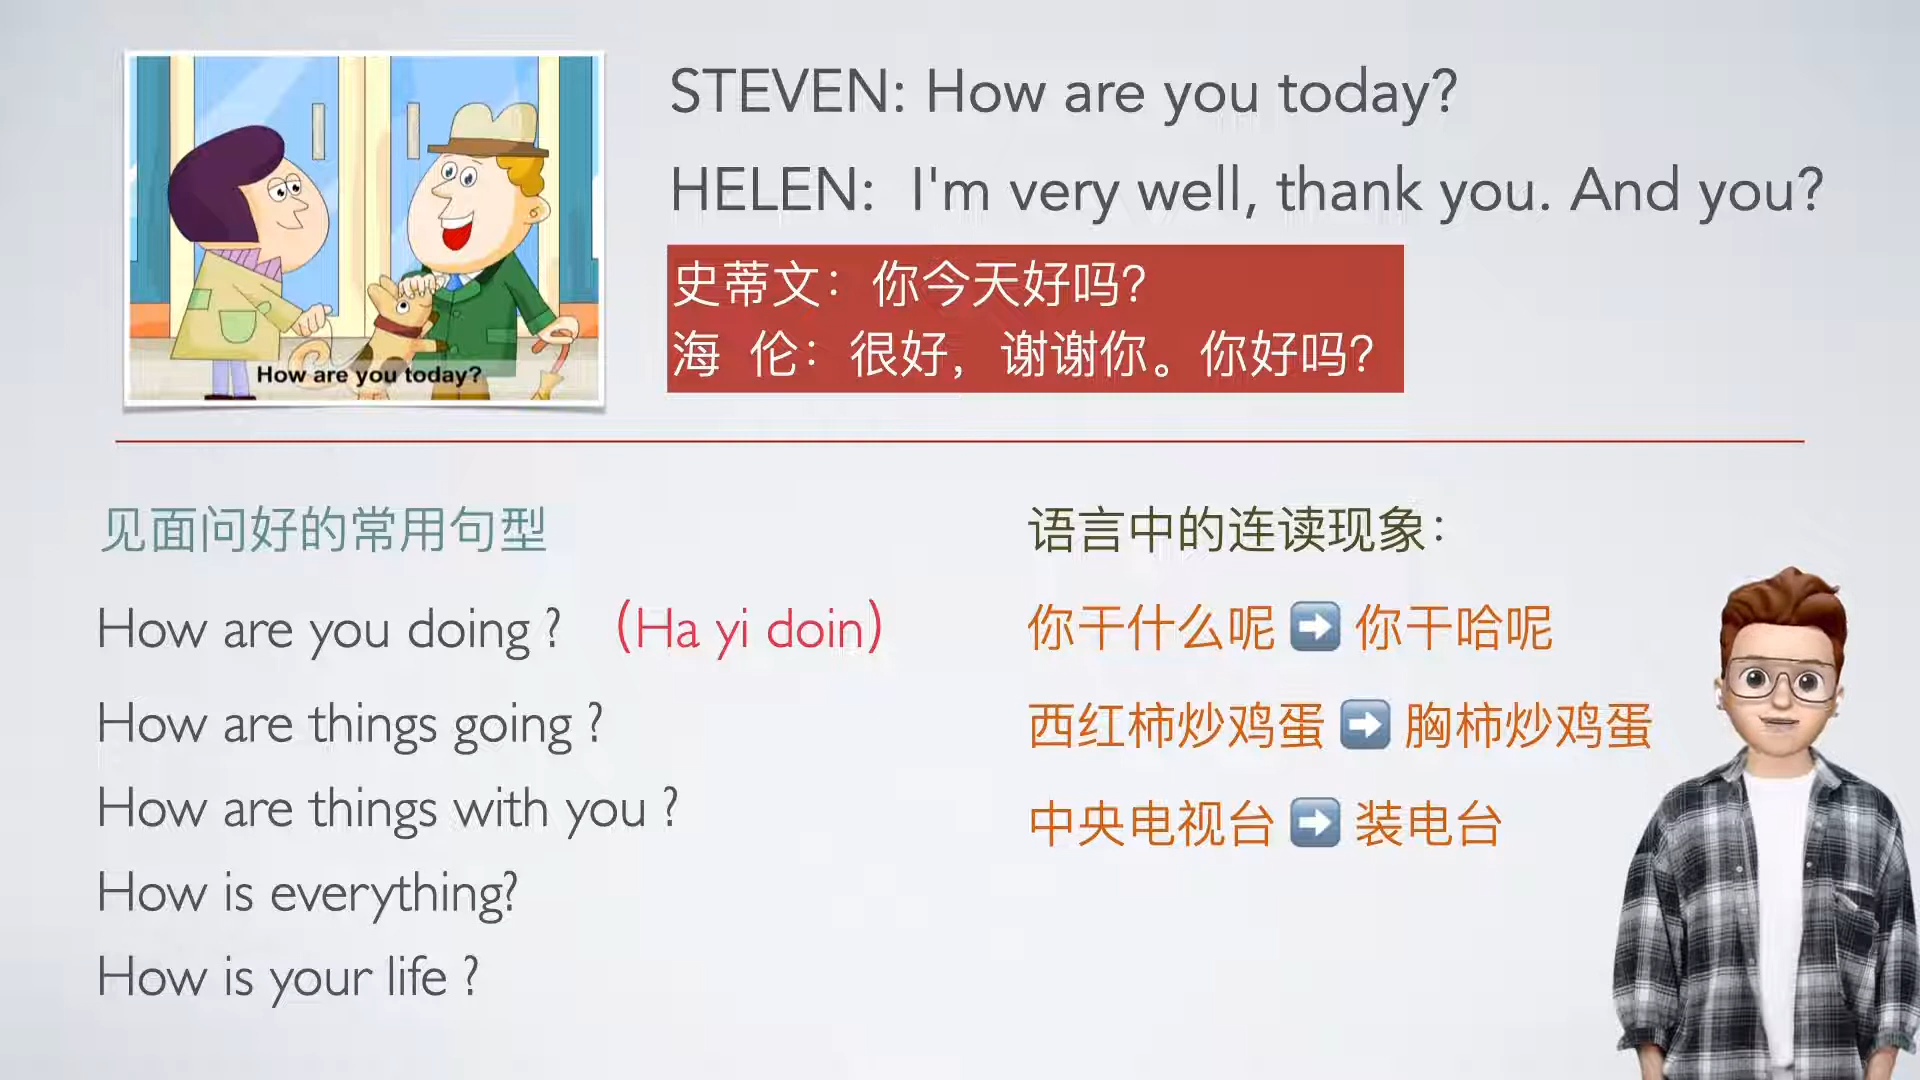 STEVEN: How are you today?
HELEN: I'm very well, thank you. And you?
史蒂文：你今天好吗？
海 伦：很好，谢谢你。你好吗？
How are you today?
见面问好的常用句型
How are you doing ? （Ha yi doin）
How are things going ?
How are things with you ?
How is everything?
How is your life ?
语言中的连读现象：
你干什么呢 ➡ 你干哈呢
西红柿炒鸡蛋 ➡ 胸柿炒鸡蛋
中央电视台 ➡ 装电台